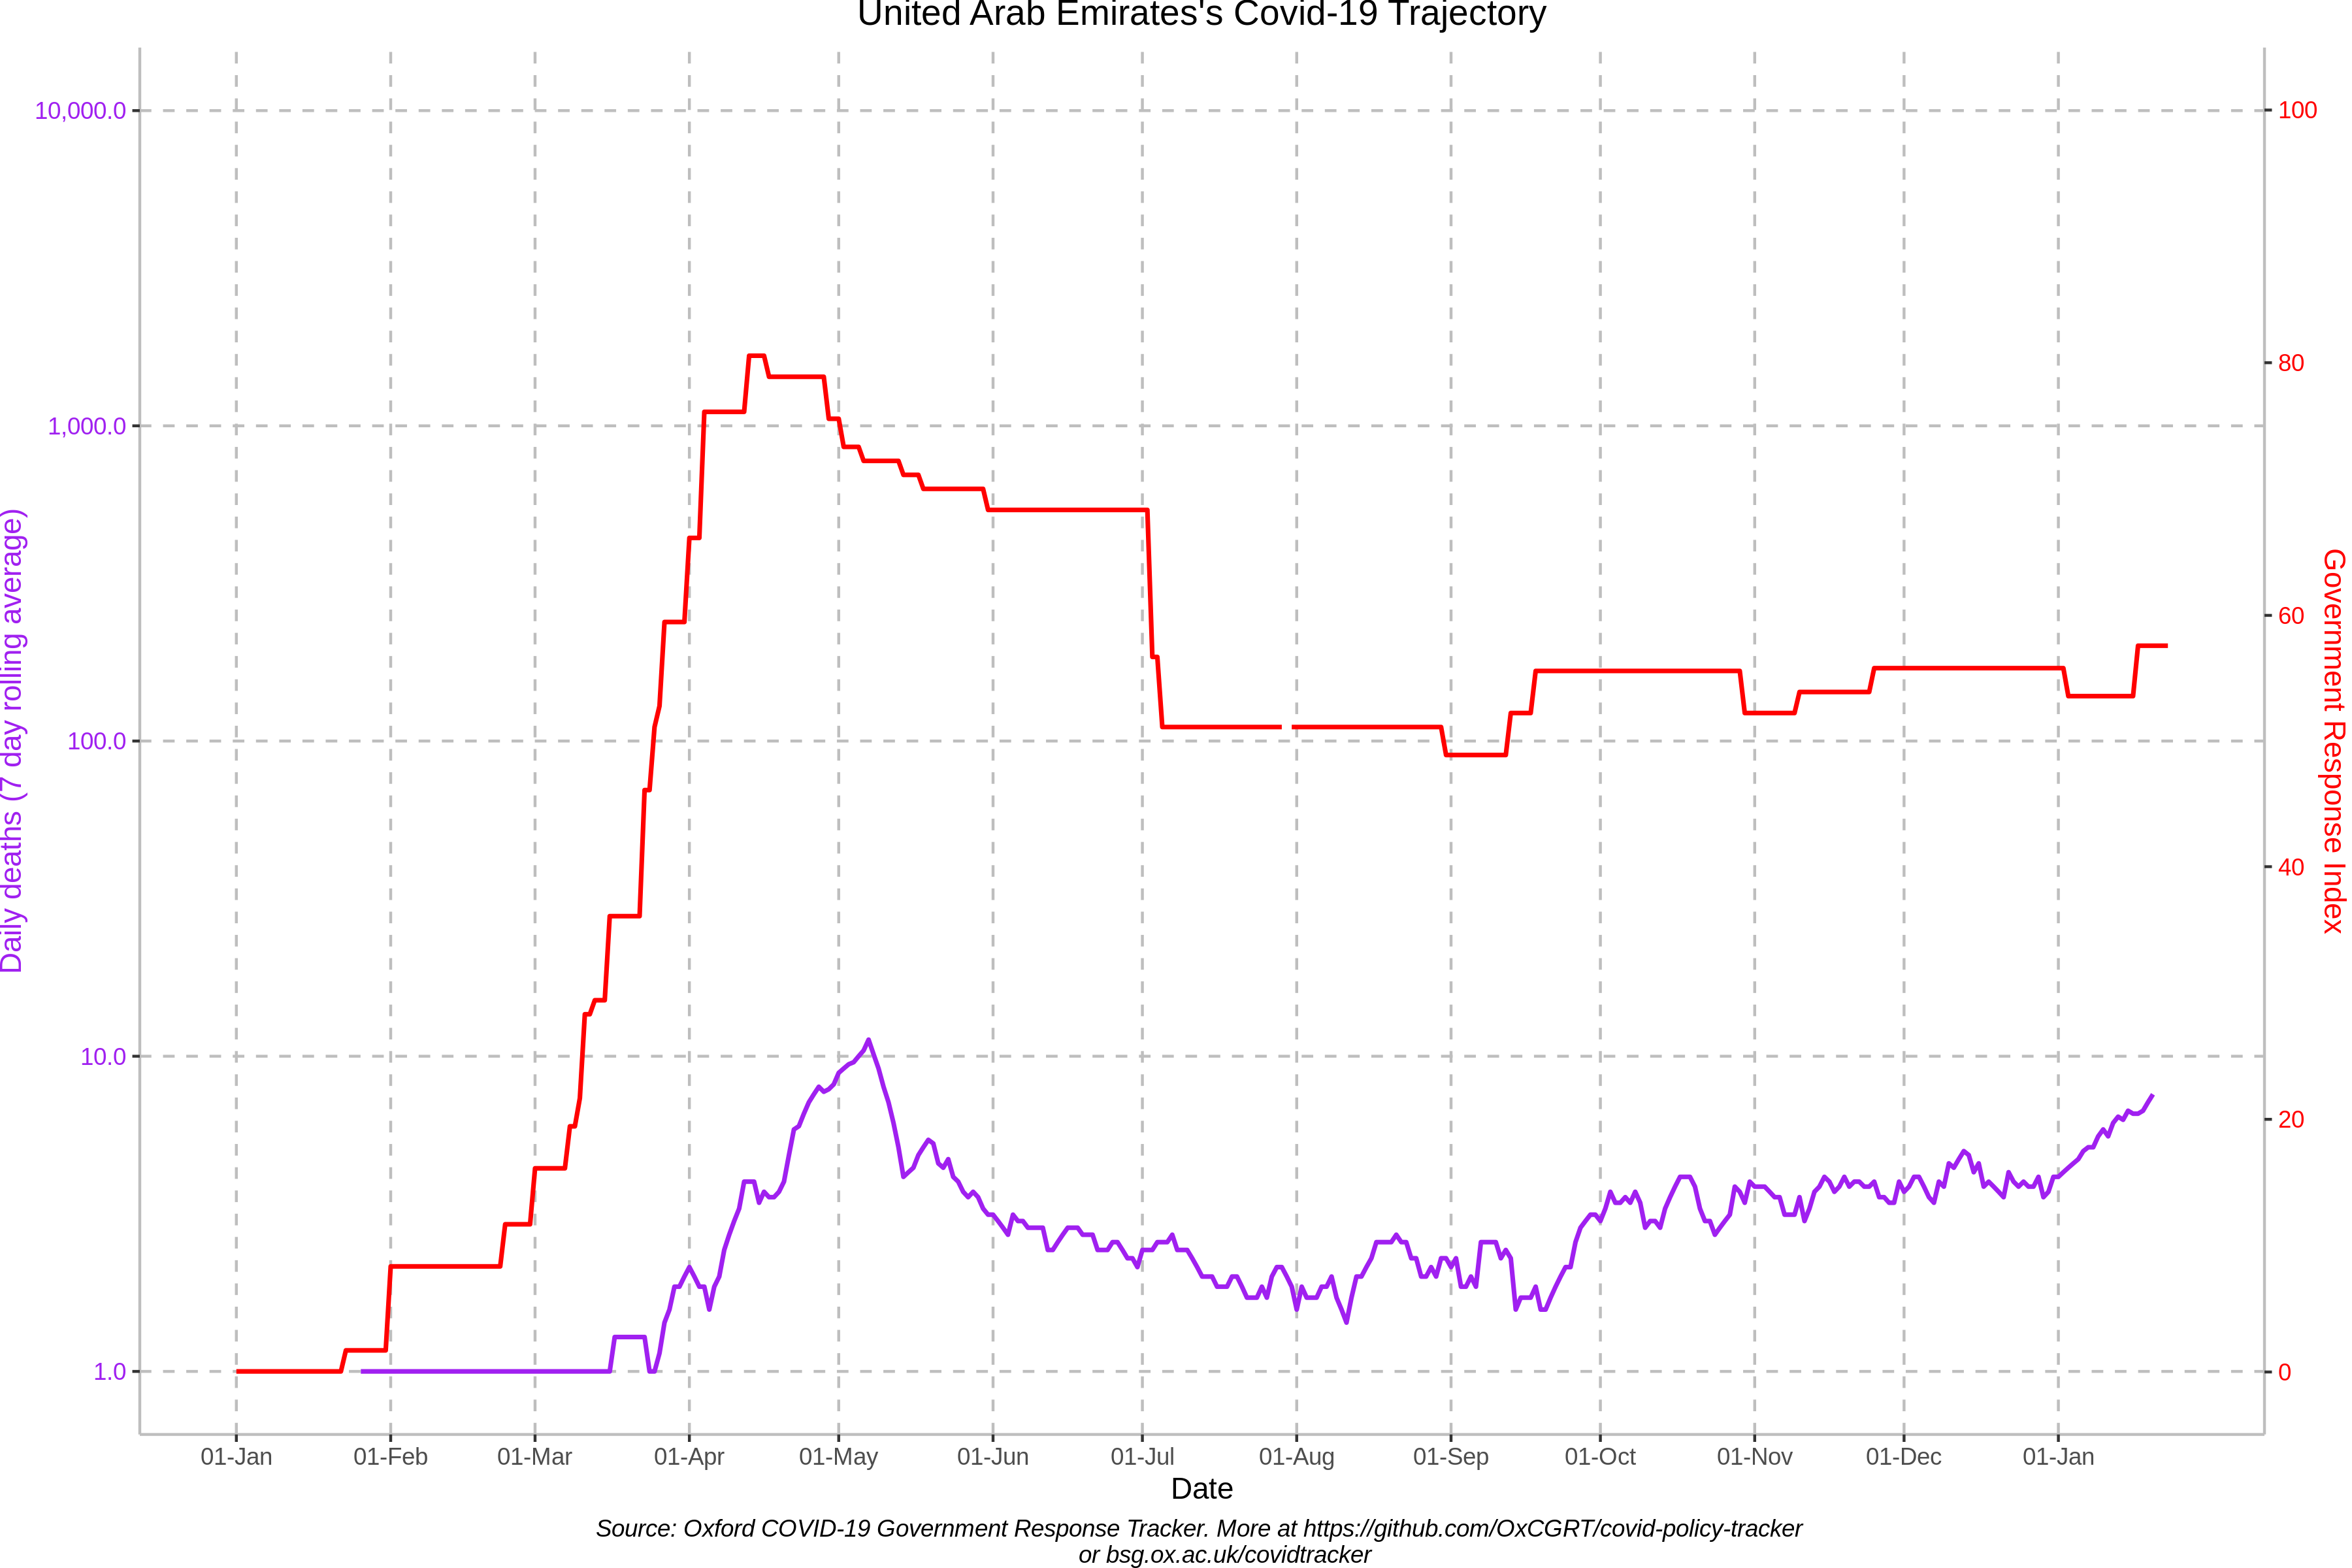 United Arab Emirates's Covid-19 Trajectory
10,000.0
1,000.0
100.0
10.0
1.0
Daily deaths (7 day rolling average)
100
80
60
40
20
0
Government Response Index
01-Jan
01-Feb
01-Mar
01-Apr
01-May
01-Jun
01-Jul
01-Aug
01-Sep
01-Oct
01-Nov
01-Dec
01-Jan
Date
Source: Oxford COVID-19 Government Response Tracker. More at https://github.com/OxCGRT/covid-policy-tracker
or bsg.ox.ac.uk/covidtracker